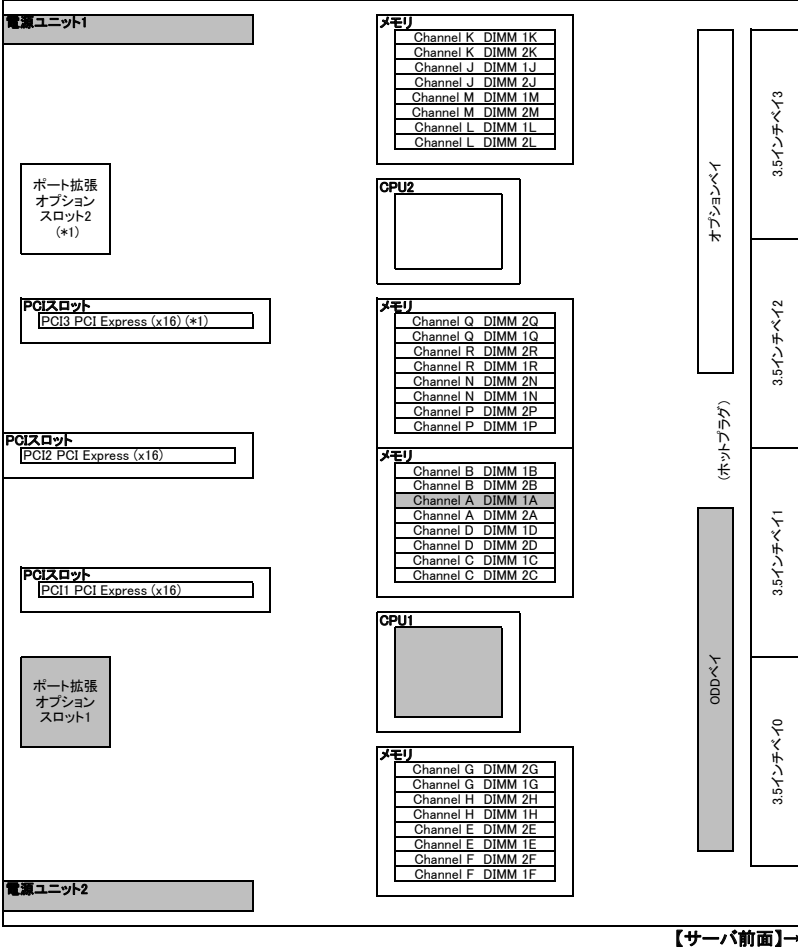 電源ユニット1
ポート拡張
オプション
スロット2
(*1)
PCIスロット
PCI3 PCI Express (x16) (*1)
PCIスロット
PCI2 PCI Express (x16)
PCIスロット
PCI1 PCI Express (x16)
ポート拡張
オプション
スロット1
電源ユニット2
メモリ
Channel K DIMM 1K
Channel K DIMM 2K
Channel J DIMM 1J
Channel J DIMM 2J
Channel M DIMM 1M
Channel M DIMM 2M
Channel L DIMM 1L
Channel L DIMM 2L
CPU2
メモリ
Channel Q DIMM 2Q
Channel Q DIMM 1Q
Channel R DIMM 2R
Channel R DIMM 1R
Channel N DIMM 2N
Channel N DIMM 1N
Channel P DIMM 2P
Channel P DIMM 1P
メモリ
Channel B DIMM 1B
Channel B DIMM 2B
Channel A DIMM 1A
Channel A DIMM 2A
Channel D DIMM 1D
Channel D DIMM 2D
Channel C DIMM 1C
Channel C DIMM 2C
CPU1
メモリ
Channel G DIMM 2G
Channel G DIMM 1G
Channel H DIMM 2H
Channel H DIMM 1H
Channel E DIMM 2E
Channel E DIMM 1E
Channel F DIMM 2F
Channel F DIMM 1F
オプションベイ
(ホットプラグ)
ODDベイ
3.5インチベイ3
3.5インチベイ2
3.5インチベイ1
3.5インチベイ0
【サーバ前面】→